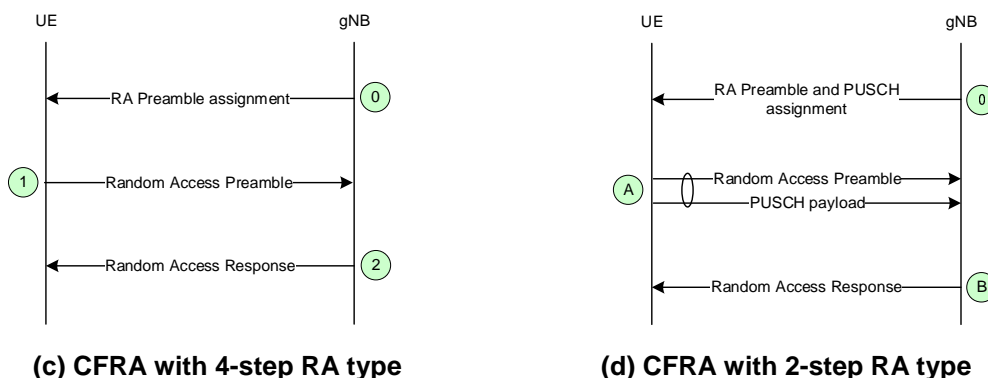 UE
gNB
RA Preamble assignment
0
1
Random Access Preamble
Random Access Response
2
(c) CFRA with 4-step RA type
UE
gNB
RA Preamble and PUSCH
assignment
0
A
Random Access Preamble
PUSCH payload
Random Access Response
B
(d) CFRA with 2-step RA type